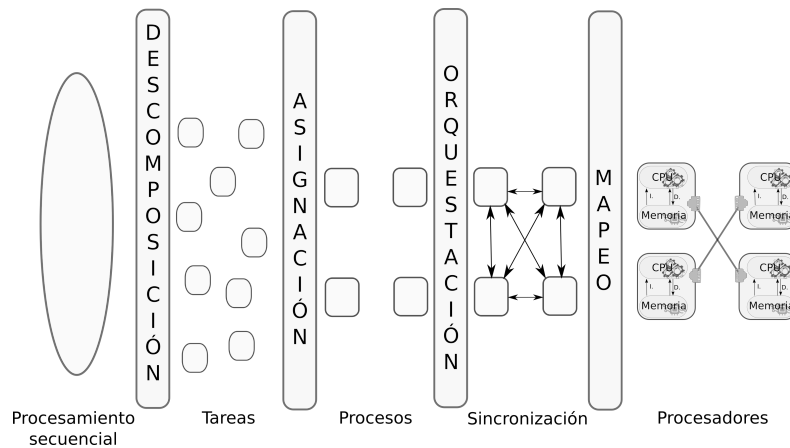 DESCOMPOSICIÓN
ASIGNACIÓN
ORQUESTACIÓN
MAPEO
CPU
I.
D.
Memoria
CPU
I.
D.
Memoria
CPU
I.
D.
Memoria
CPU
I.
D.
Memoria
Procesamiento
secuencial
Tareas
Procesos
Sincronización
Procesadores